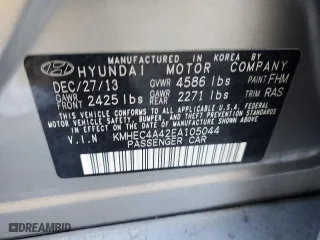 MANUFACTURED IN KOREA BY
HYUNDAI MOTOR COMPANY
DEC/27/13 GVWR 4586 lbs PAINT FHM
GAWR FRONT 2425 lbs GAWR REAR 2271 lbs TRIM RAS
THIS VEHICLE CONFORMS TO ALL APPLICABLE U.S.A. FEDERAL
MOTOR VEHICLE SAFETY, BUMPER, AND THEFT PREVENTION
STANDARDS IN EFFECT ON THE DATE OF MANUFACTURE SHOWN ABOVE.
V.I.N KMHEC4A42EA105044
PASSENGER CAR